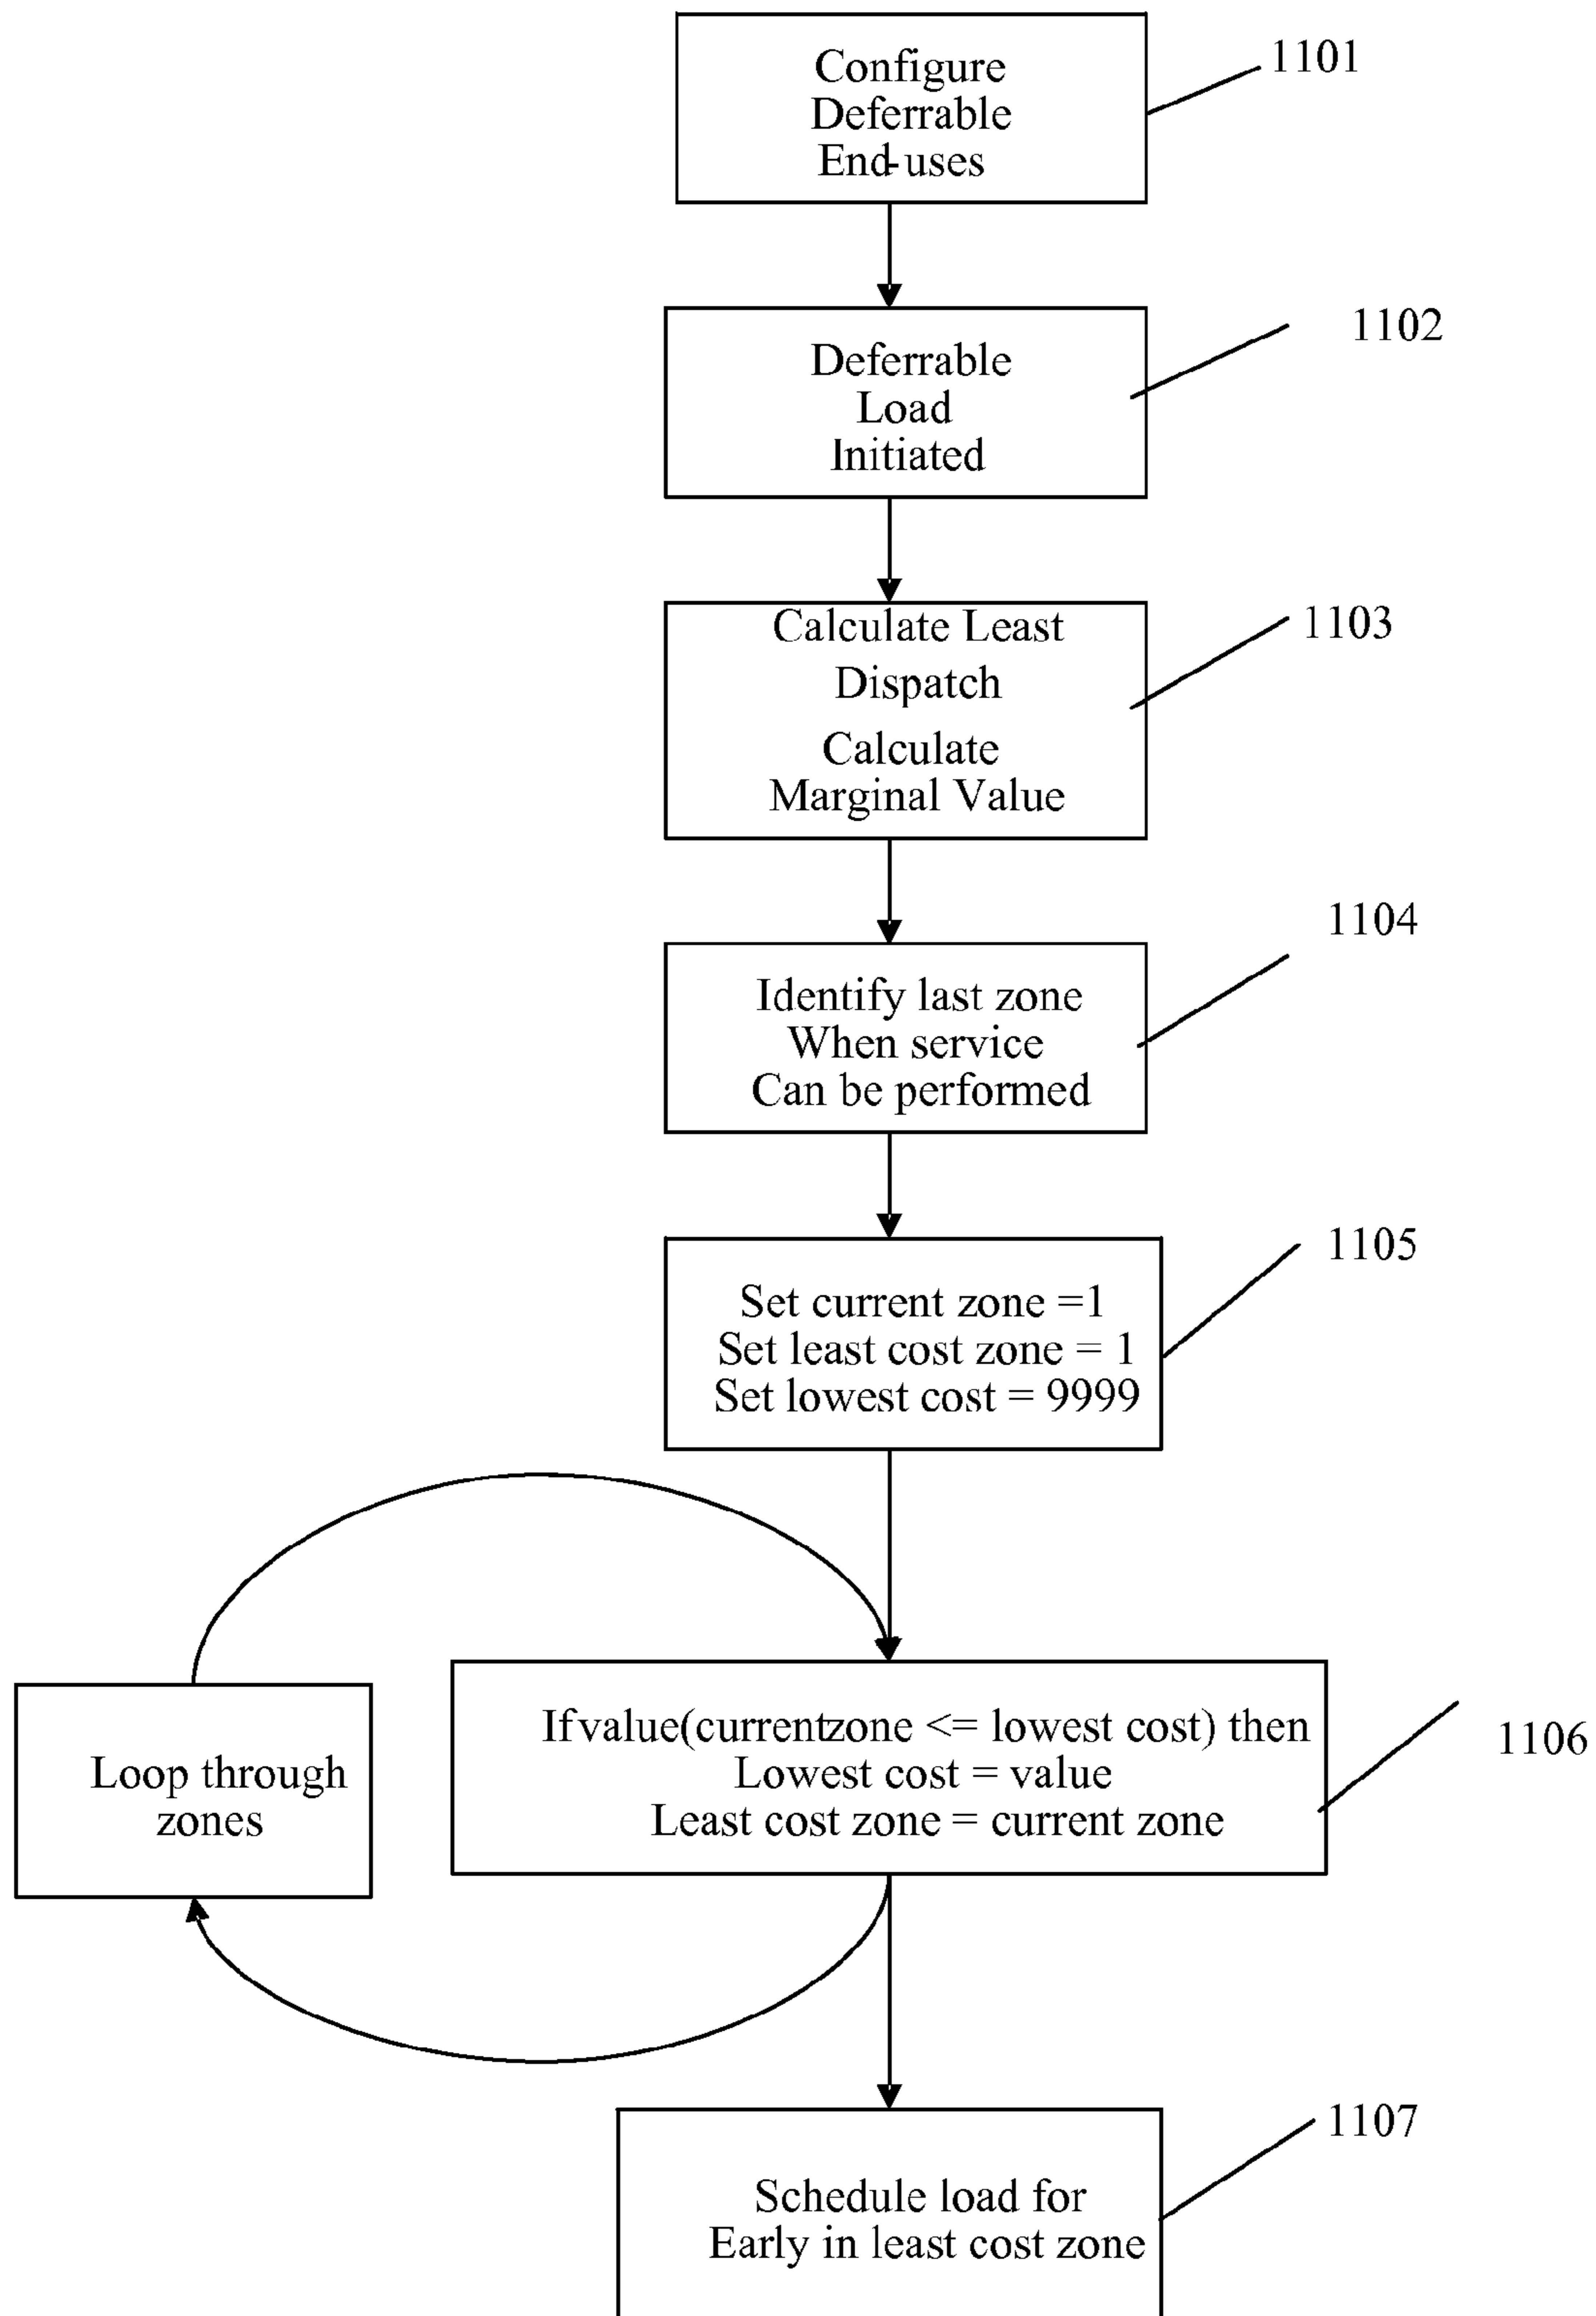 Configure
Deferrable
End-uses
1101
Deferrable
Load
Initiated
1102
Calculate Least
Dispatch
Calculate
Marginal Value
1103
Identify last zone
When service
Can be performed
1104
Set current zone =1
Set least cost zone = 1
Set lowest cost = 9999
1105
If value(currentzone <= lowest cost) then
Lowest cost = value
Least cost zone = current zone
1106
Loop through
zones
Schedule load for
Early in least cost zone
1107